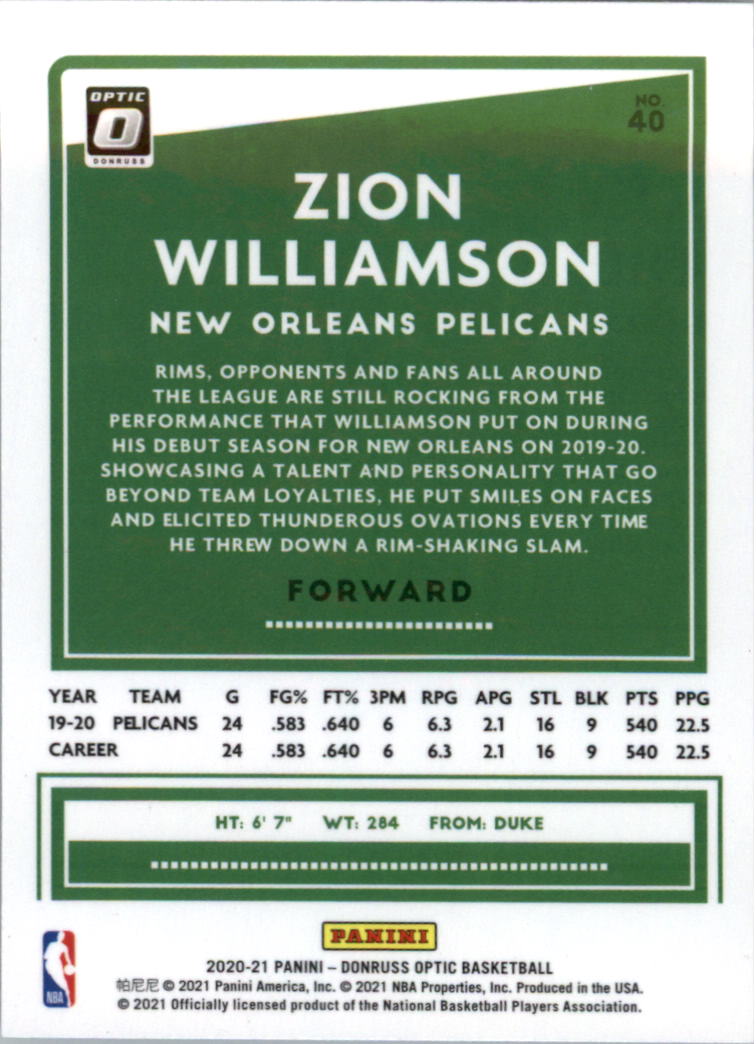 OPTIC
O
DONRUSS
NO.
40
ZION
WILLIAMSON
NEW ORLEANS PELICANS
RIMS, OPPONENTS AND FANS ALL AROUND
THE LEAGUE ARE STILL ROCKING FROM THE
PERFORMANCE THAT WILLIAMSON PUT ON DURING
HIS DEBUT SEASON FOR NEW ORLEANS ON 2019-20.
SHOWCASING A TALENT AND PERSONALITY THAT GO
BEYOND TEAM LOYALTIES, HE PUT SMILES ON FACES
AND ELICITED THUNDEROUS OVATIONS EVERY TIME
HE THREW DOWN A RIM-SHAKING SLAM.
FORWARD
YEAR TEAM G FG% FT% 3PM RPG APG STL BLK PTS PPG
19-20 PELICANS 24 .583 .640 6 6.3 2.1 16 9 540 22.5
CAREER 24 .583 .640 6 6.3 2.1 16 9 540 22.5
HT: 6' 7" WT: 284 FROM: DUKE
PANINI
NBA
2020-21 PANINI – DONRUSS OPTIC BASKETBALL
帕尼尼 © 2021 Panini America, Inc. © 2021 NBA Properties, Inc. Produced in the USA.
© 2021 Officially licensed product of the National Basketball Players Association.